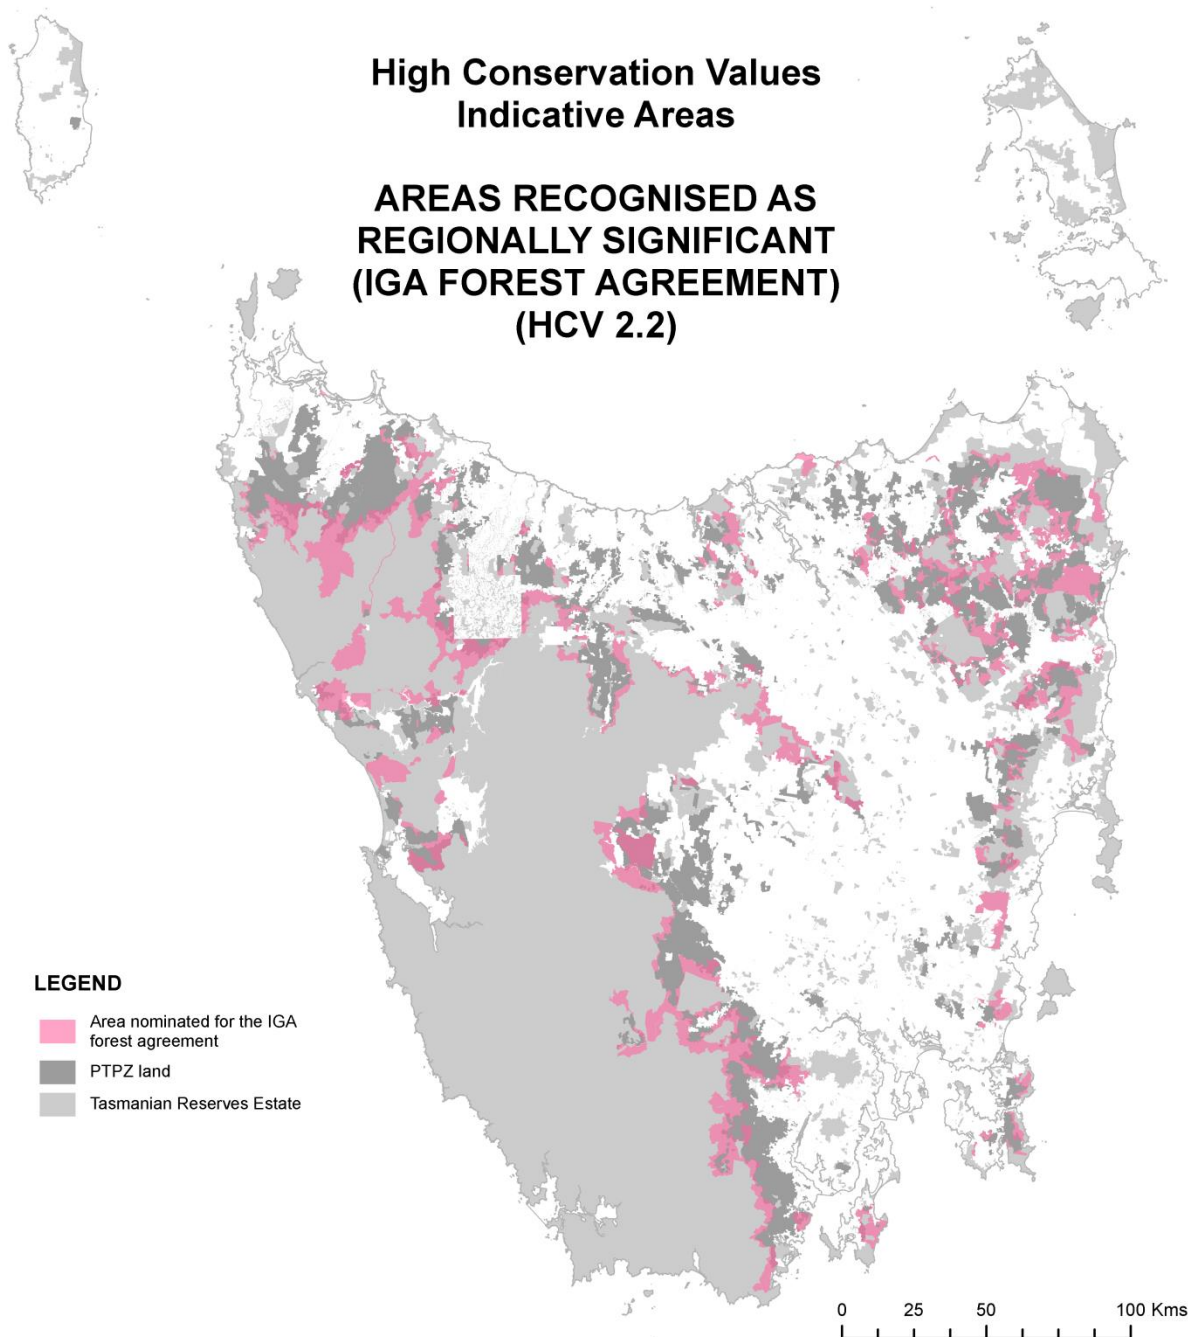 High Conservation Values
Indicative Areas
AREAS RECOGNISED AS
REGIONALLY SIGNIFICANT
(IGA FOREST AGREEMENT)
(HCV 2.2)
LEGEND
Area nominated for the IGA
forest agreement
PTPZ land
Tasmanian Reserves Estate
0 25 50 100 Kms